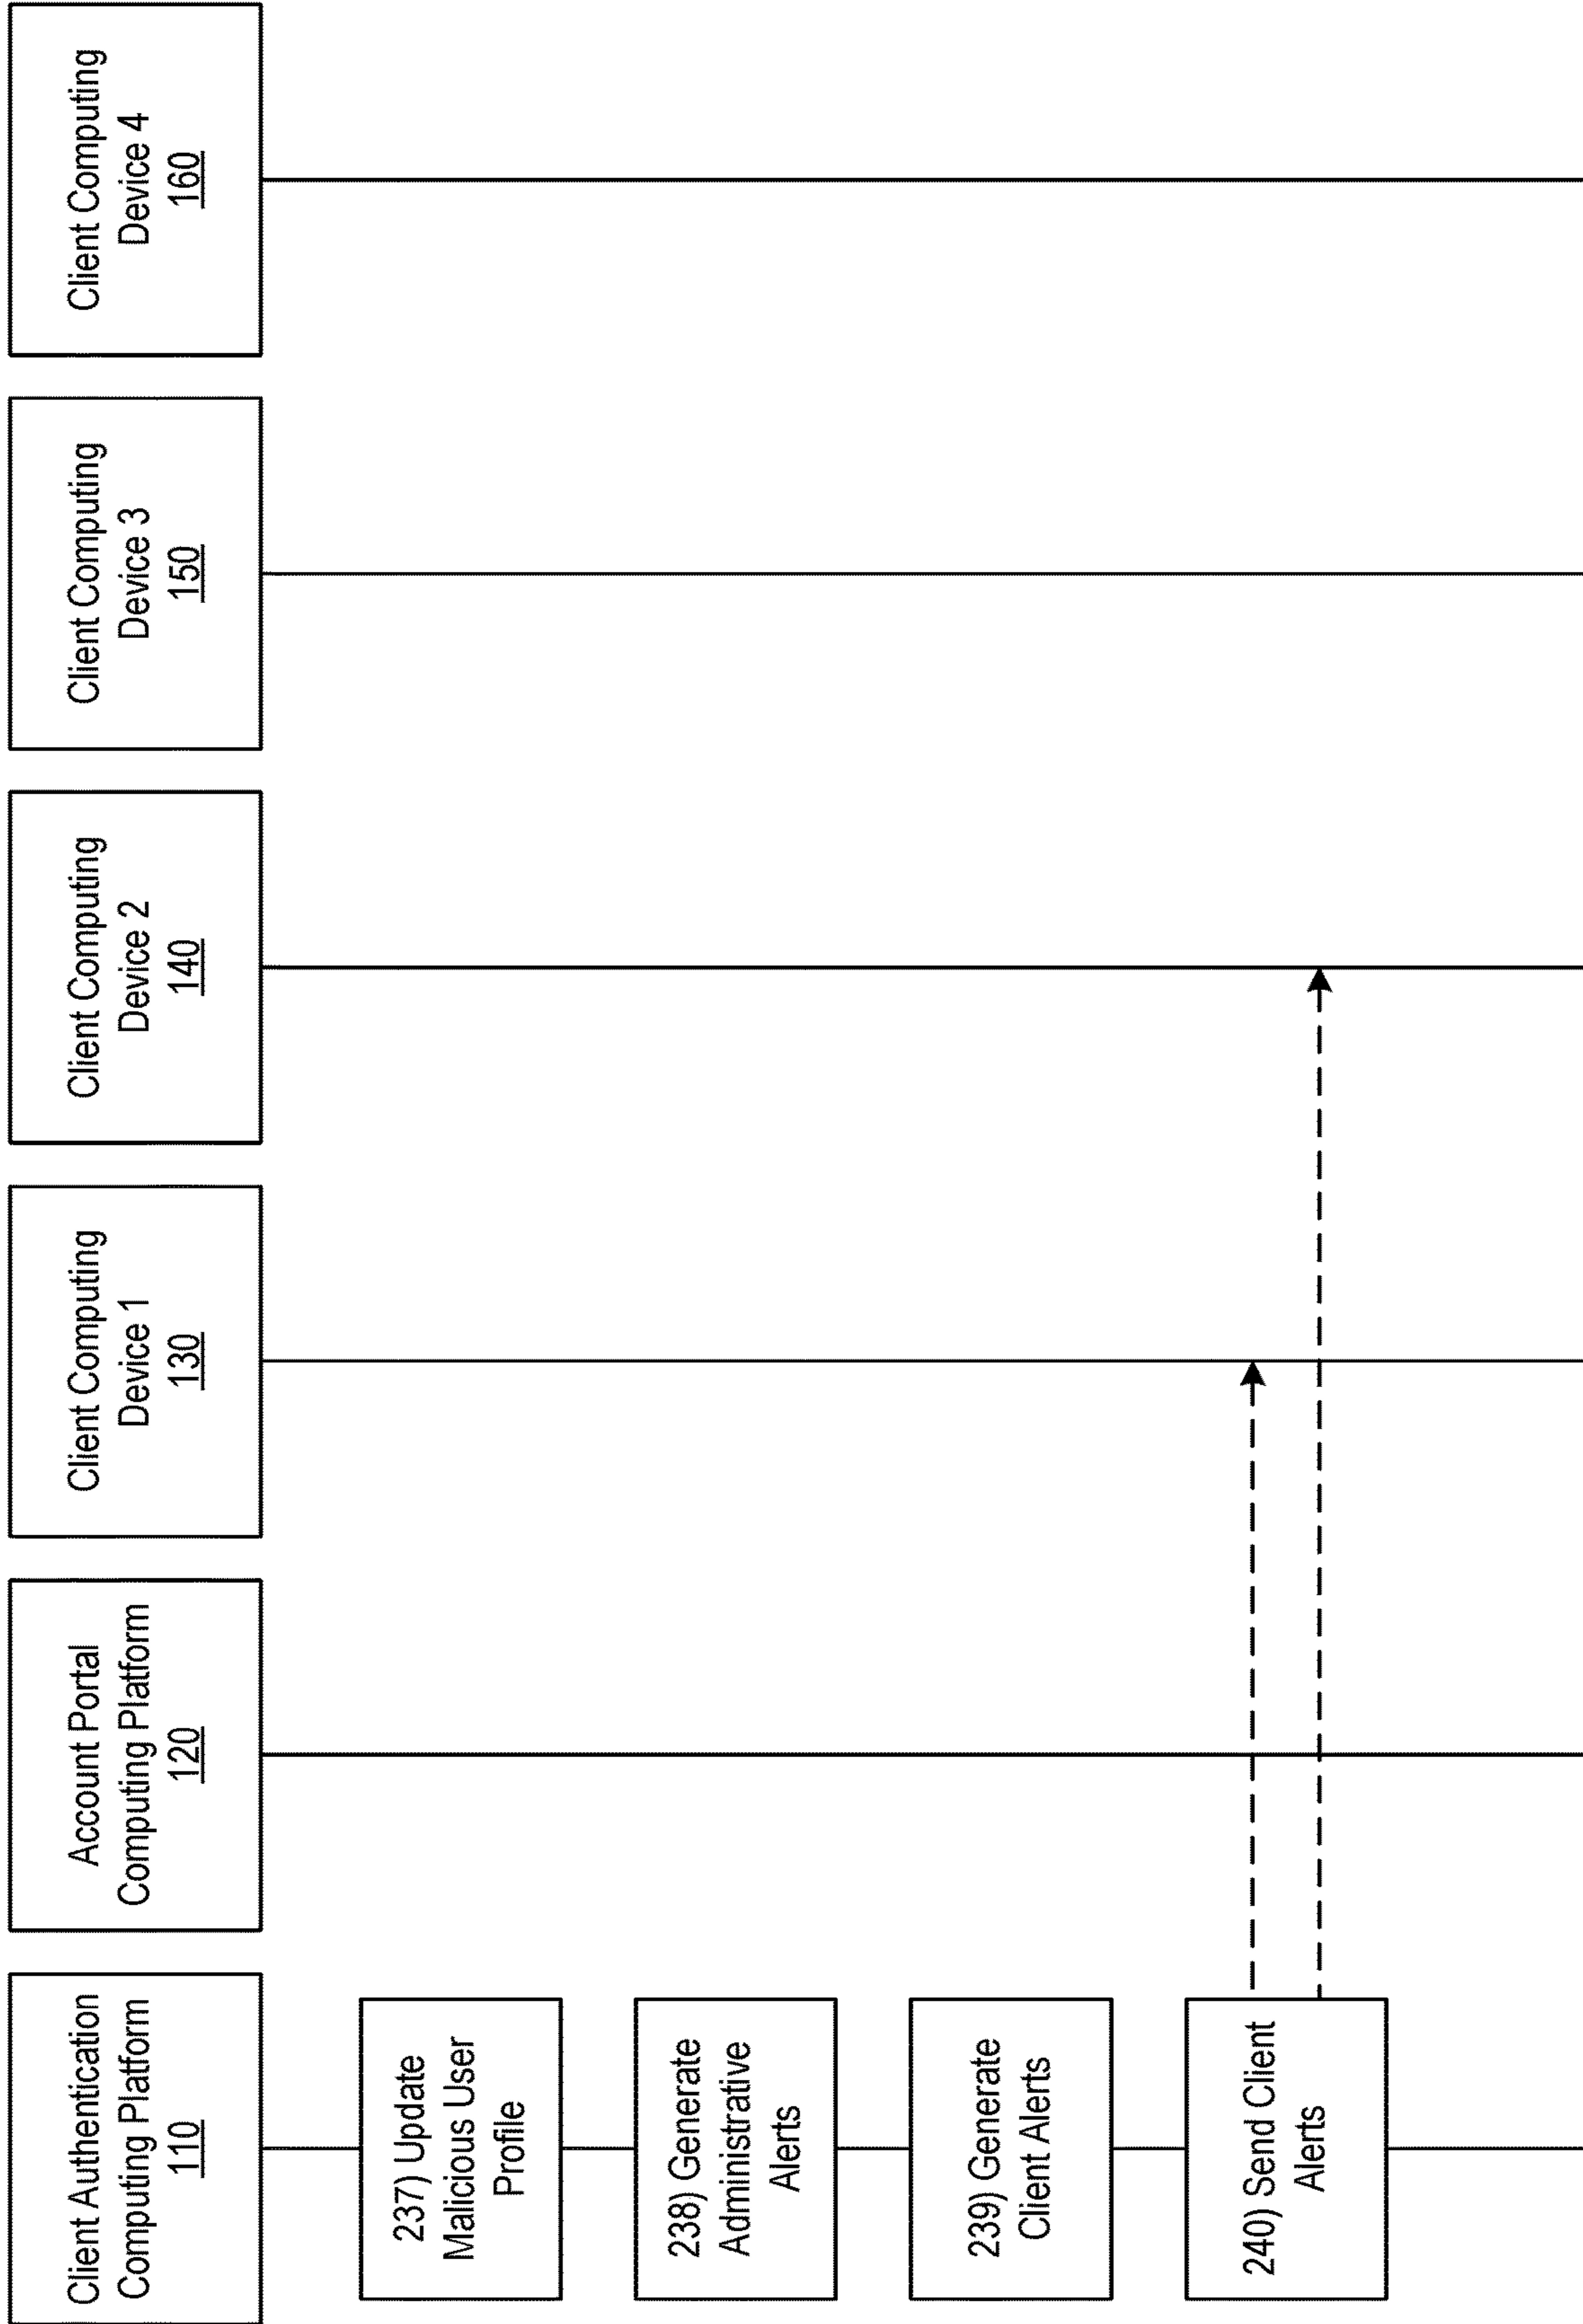 Client Authentication
Computing Platform
110
Account Portal
Computing Platform
120
Client Computing
Device 1
130
Client Computing
Device 2
140
Client Computing
Device 3
150
Client Computing
Device 4
160
237) Update
Malicious User
Profile
238) Generate
Administrative
Alerts
239) Generate
Client Alerts
240) Send Client
Alerts